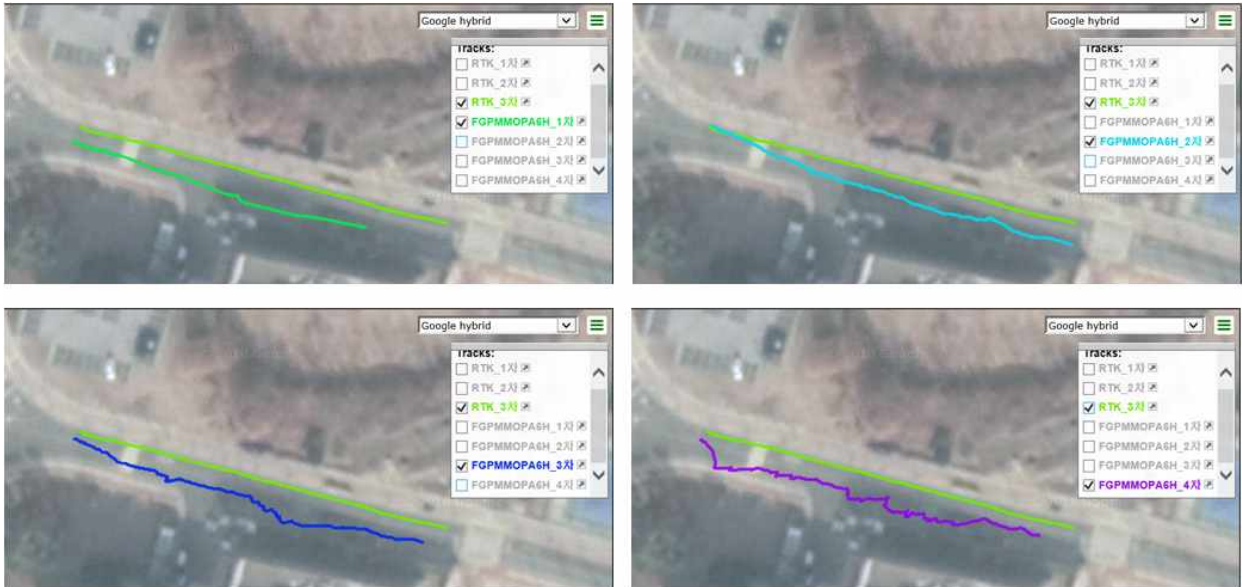 Google hybrid
Tracks:
RTK_1차
RTK_2차
RTK_3차
FGPMMOPA6H_1차
FGPMMOPA6H_2차
FGPMMOPA6H_3차
FGPMMOPA6H_4차
Google hybrid
Tracks:
RTK_1차
RTK_2차
RTK_3차
FGPMMOPA6H_1차
FGPMMOPA6H_2차
FGPMMOPA6H_3차
FGPMMOPA6H_4차
Google hybrid
Tracks:
RTK_1차
RTK_2차
RTK_3차
FGPMMOPA6H_1차
FGPMMOPA6H_2차
FGPMMOPA6H_3차
FGPMMOPA6H_4차
Google hybrid
Tracks:
RTK_1차
RTK_2차
RTK_3차
FGPMMOPA6H_1차
FGPMMOPA6H_2차
FGPMMOPA6H_3차
FGPMMOPA6H_4차